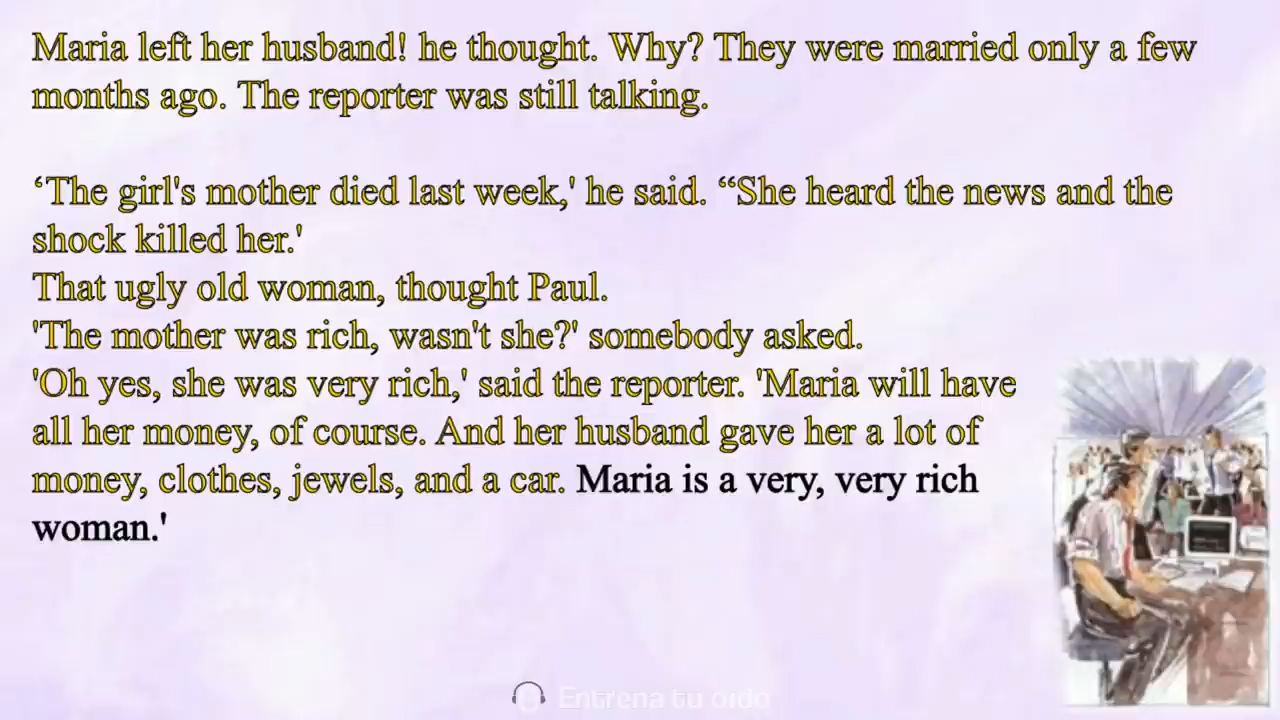 Maria left her husband! he thought. Why? They were married only a few
months ago. The reporter was still talking.
‘The girl's mother died last week,' he said. “She heard the news and the
shock killed her.'
That ugly old woman, thought Paul.
'The mother was rich, wasn't she?' somebody asked.
'Oh yes, she was very rich,' said the reporter. 'Maria will have
all her money, of course. And her husband gave her a lot of
money, clothes, jewels, and a car. Maria is a very, very rich
woman.'
Entrena tu oido